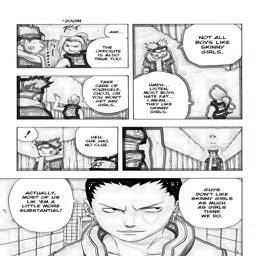 NOT ALL
BOYS LIKE
SKINNY
GIRLS.
HMPH...
LISTEN,
MOST BOYS
HATE FAT...
I MEAN...
THEY LIKE
SKINNY
GIRLS.
-ZOOM
AND...
THE
OPPOSITE
IS ALSO
TRUE TOO.
TAKE
CARE OF
YOURSELF,
CHOJI, OR
YOU WON'T
GET ANY
GIRLS.
HEH.
SHE HAS
NO CLUE.
!
GUYS
DON'T LIKE
SKINNY GIRLS
AS MUCH
AS GIRLS
THINK
WE DO.
ACTUALLY,
MOST OF US
LIK 'EM A
LITTLE MORE
SUBSTANTIAL!